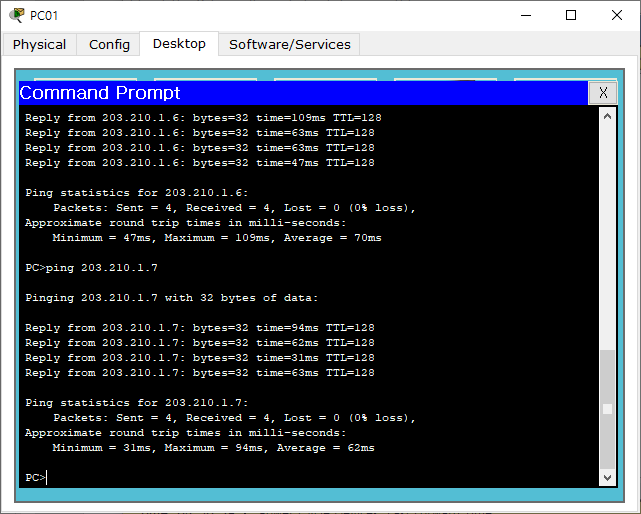 PC01
Physical Config Desktop Software/Services
Command Prompt X
Reply from 203.210.1.6: bytes=32 time=109ms TTL=128
Reply from 203.210.1.6: bytes=32 time=63ms TTL=128
Reply from 203.210.1.6: bytes=32 time=63ms TTL=128
Reply from 203.210.1.6: bytes=32 time=47ms TTL=128
Ping statistics for 203.210.1.6:
Packets: Sent = 4, Received = 4, Lost = 0 (0% loss),
Approximate round trip times in milli-seconds:
Minimum = 47ms, Maximum = 109ms, Average = 70ms
PC>ping 203.210.1.7
Pinging 203.210.1.7 with 32 bytes of data:
Reply from 203.210.1.7: bytes=32 time=94ms TTL=128
Reply from 203.210.1.7: bytes=32 time=62ms TTL=128
Reply from 203.210.1.7: bytes=32 time=31ms TTL=128
Reply from 203.210.1.7: bytes=32 time=63ms TTL=128
Ping statistics for 203.210.1.7:
Packets: Sent = 4, Received = 4, Lost = 0 (0% loss),
Approximate round trip times in milli-seconds:
Minimum = 31ms, Maximum = 94ms, Average = 62ms
PC>